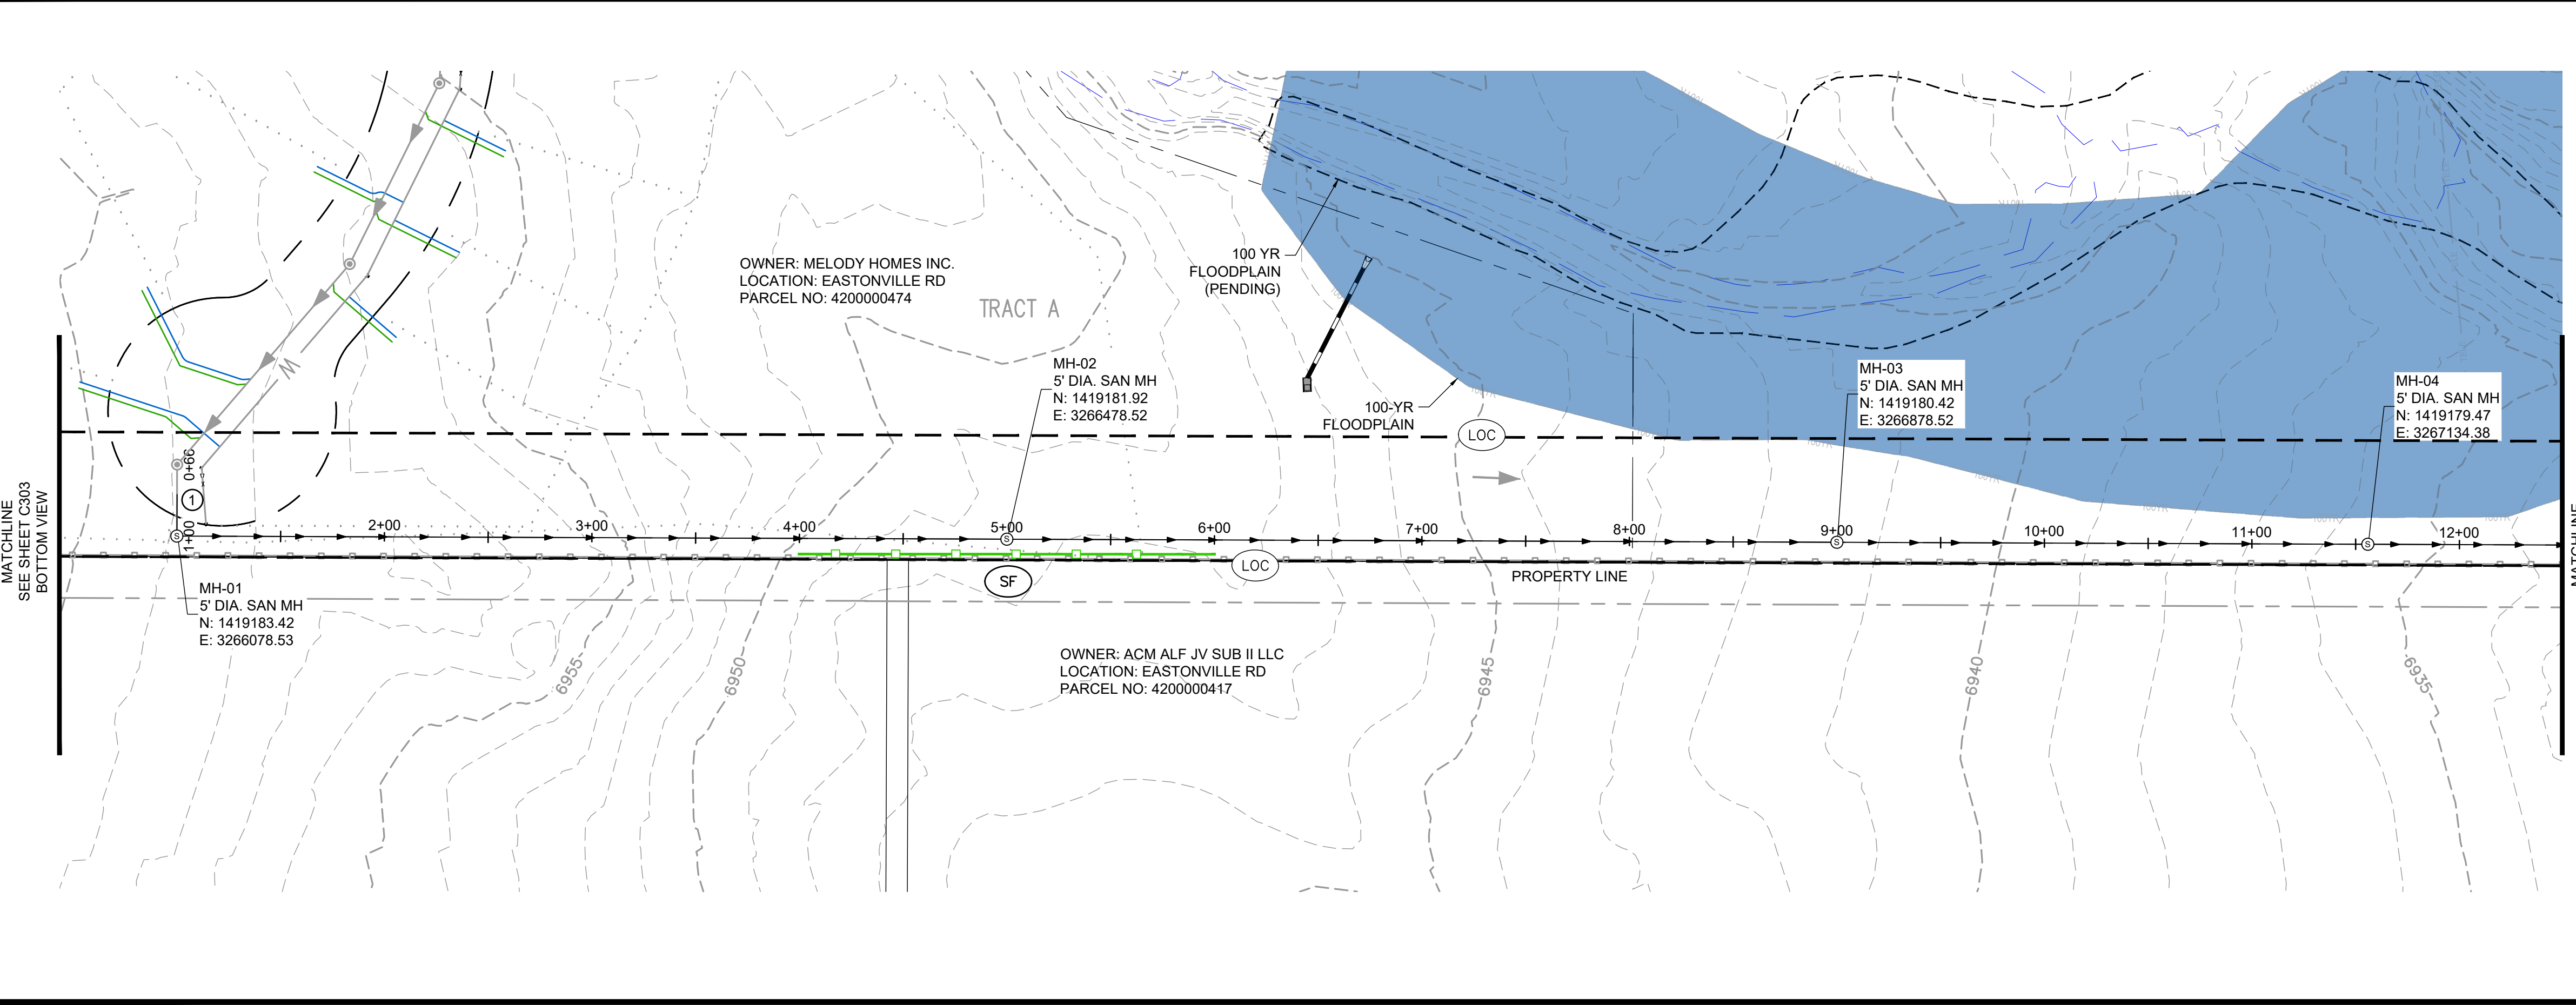 OWNER: MELODY HOMES INC.
LOCATION: EASTONVILLE RD
PARCEL NO: 4200000474
TRACT A
100 YR
FLOODPLAIN
(PENDING)
100-YR
FLOODPLAIN
LOC
MH-02
5' DIA. SAN MH
N: 1419181.92
E: 3266478.52
MH-03
5' DIA. SAN MH
N: 1419180.42
E: 3266878.52
MH-04
5' DIA. SAN MH
N: 1419179.47
E: 3267134.38
W
0+66
1
1+00
2+00
3+00
4+00
5+00
6+00
7+00
8+00
9+00
10+00
11+00
12+00
S
S
S
S
MATCHLINE
SEE SHEET C303
BOTTOM VIEW
MATCHLINE
LOC
SF
PROPERTY LINE
MH-01
5' DIA. SAN MH
N: 1419183.42
E: 3266078.53
OWNER: ACM ALF JV SUB II LLC
LOCATION: EASTONVILLE RD
PARCEL NO: 4200000417
6955
6950
6945
6940
6935